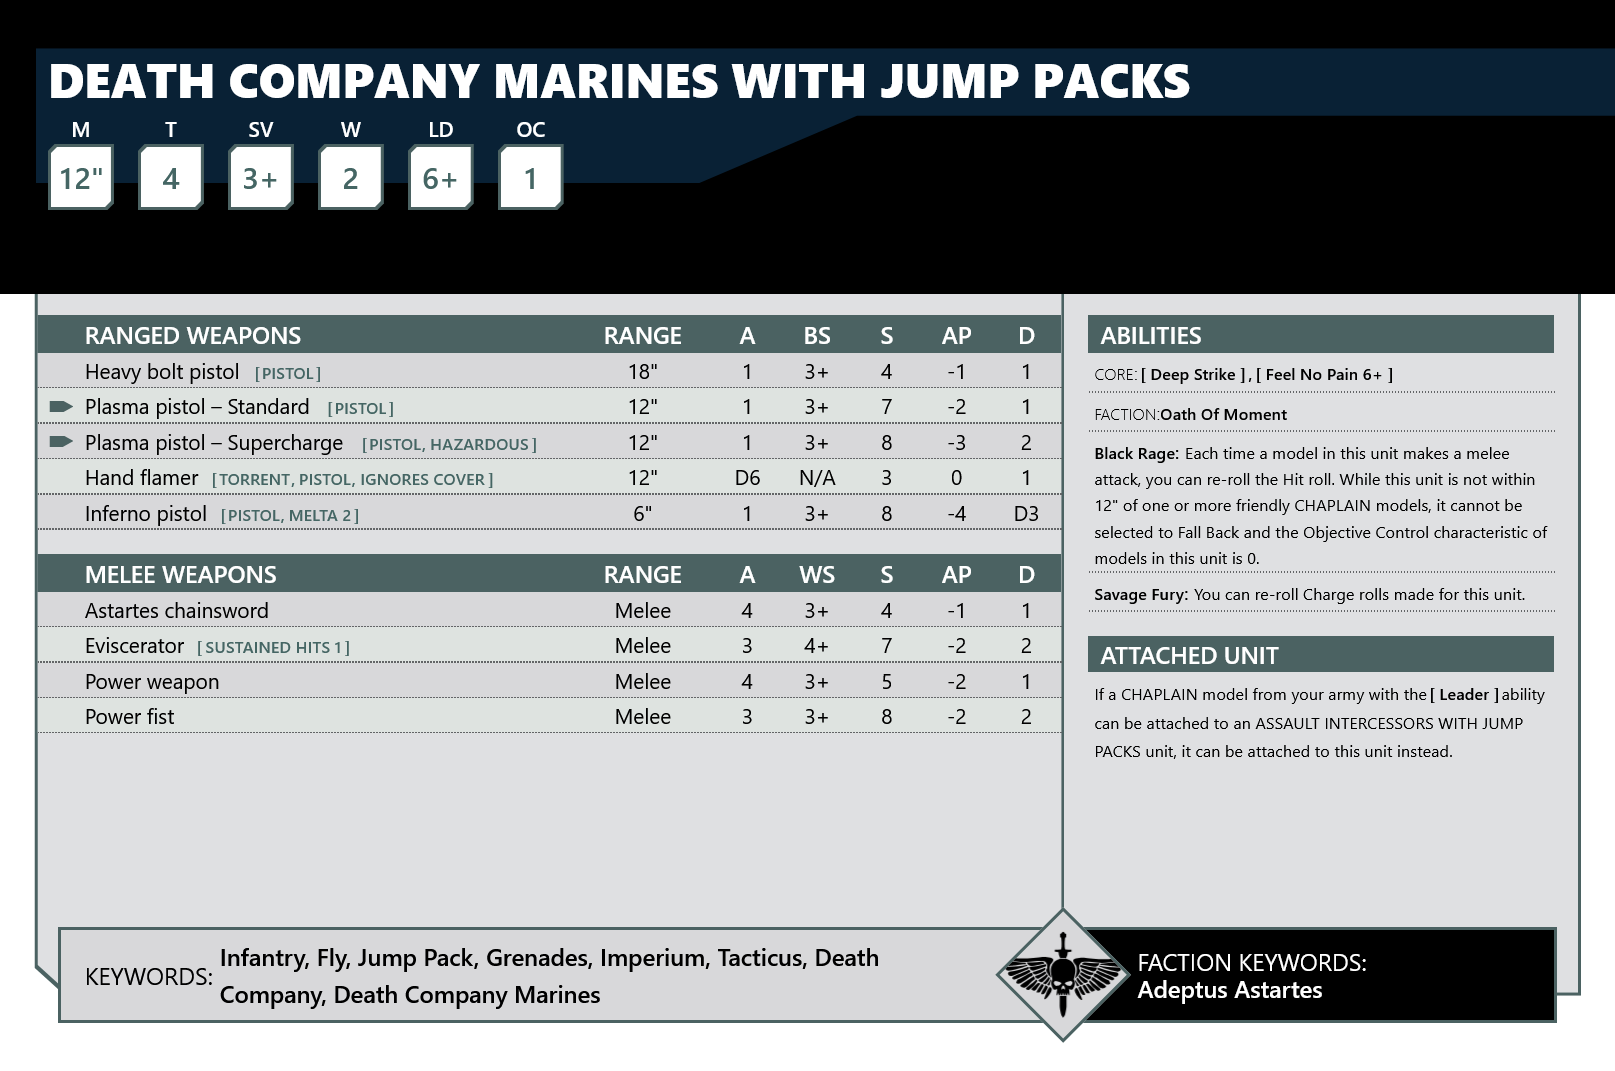 DEATH COMPANY MARINES WITH JUMP PACKS
M T SV W LD OC
12" 4 3+ 2 6+ 1
RANGED WEAPONS RANGE A BS S AP D
Heavy bolt pistol [PISTOL] 18" 1 3+ 4 -1 1
Plasma pistol – Standard [PISTOL] 12" 1 3+ 7 -2 1
Plasma pistol – Supercharge [PISTOL, HAZARDOUS] 12" 1 3+ 8 -3 2
Hand flamer [TORRENT, PISTOL, IGNORES COVER] 12" D6 N/A 3 0 1
Inferno pistol [PISTOL, MELTA 2] 6" 1 3+ 8 -4 D3
MELEE WEAPONS RANGE A WS S AP D
Astartes chainsword Melee 4 3+ 4 -1 1
Eviscerator [SUSTAINED HITS 1] Melee 3 4+ 7 -2 2
Power weapon Melee 4 3+ 5 -2 1
Power fist Melee 3 3+ 8 -2 2
ABILITIES
CORE: [ Deep Strike ] , [ Feel No Pain 6+ ]
FACTION:Oath Of Moment
Black Rage: Each time a model in this unit makes a melee
attack, you can re-roll the Hit roll. While this unit is not within
12" of one or more friendly CHAPLAIN models, it cannot be
selected to Fall Back and the Objective Control characteristic of
models in this unit is 0.
Savage Fury: You can re-roll Charge rolls made for this unit.
ATTACHED UNIT
If a CHAPLAIN model from your army with the [ Leader ] ability
can be attached to an ASSAULT INTERCESSORS WITH JUMP
PACKS unit, it can be attached to this unit instead.
KEYWORDS: Infantry, Fly, Jump Pack, Grenades, Imperium, Tacticus, Death
Company, Death Company Marines
FACTION KEYWORDS:
Adeptus Astartes